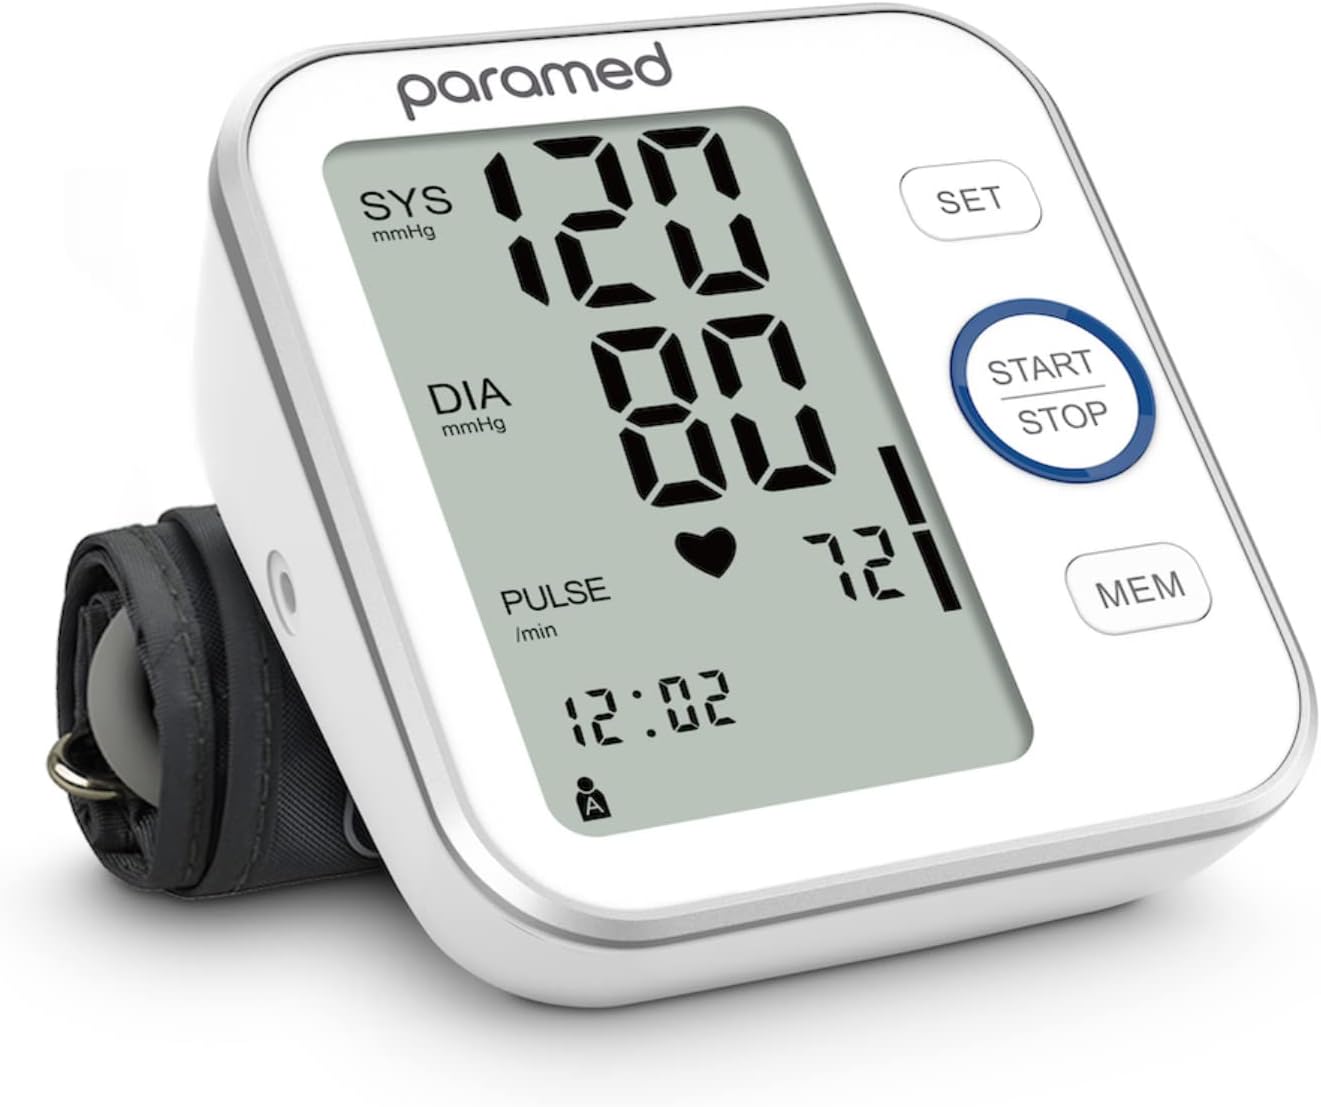 paramed
SYS 120
mmHg
DIA 80
mmHg
PULSE 72
/min
12:02
A
SET
START
STOP
MEM